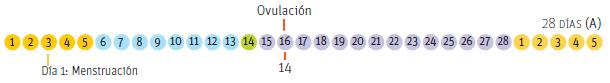 Ovulación
28 DÍAS (A)
1 2 3 4 5 6 7 8 9 10 11 12 13 14 15 16 17 18 19 20 21 22 23 24 25 26 27 28 1 2 3 4 5
Día 1: Menstruación
14